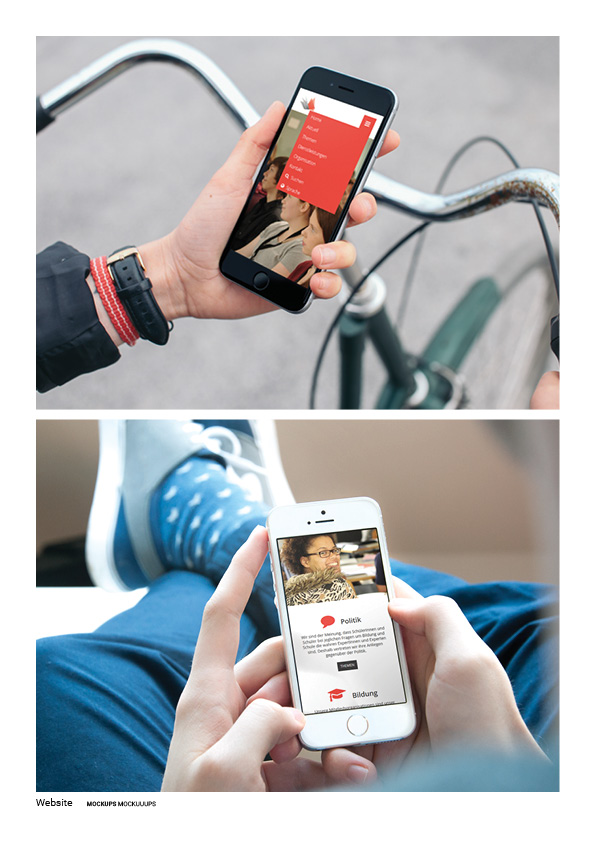 Home
Aktuell
Themen
Dienstleistungen
Organisation
Kontakt
Suchen
Sprache
Politik
Wir sind der Meinung, dass Schülerinnen und
Schüler bei jeglichen Fragen um Bildung und
Schule die wahren Expertinnen und Experten
sind. Deshalb vertreten wir ihre Anliegen
gegenüber der Politik.
THEMEN
Bildung
Website MOCKUPS MOCKUUUPS